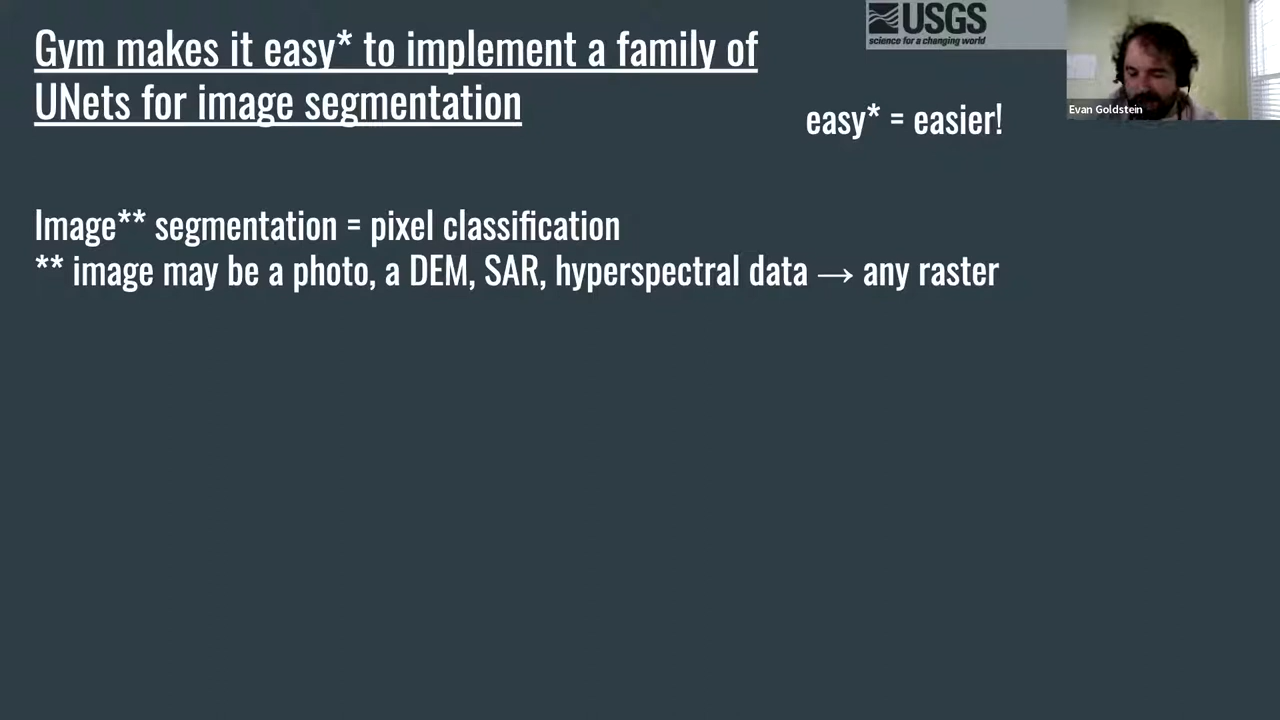 Gym makes it easy* to implement a family of
UNets for image segmentation
easy* = easier!
USGS
science for a changing world
Evan Goldstein
Image** segmentation = pixel classification
** image may be a photo, a DEM, SAR, hyperspectral data → any raster